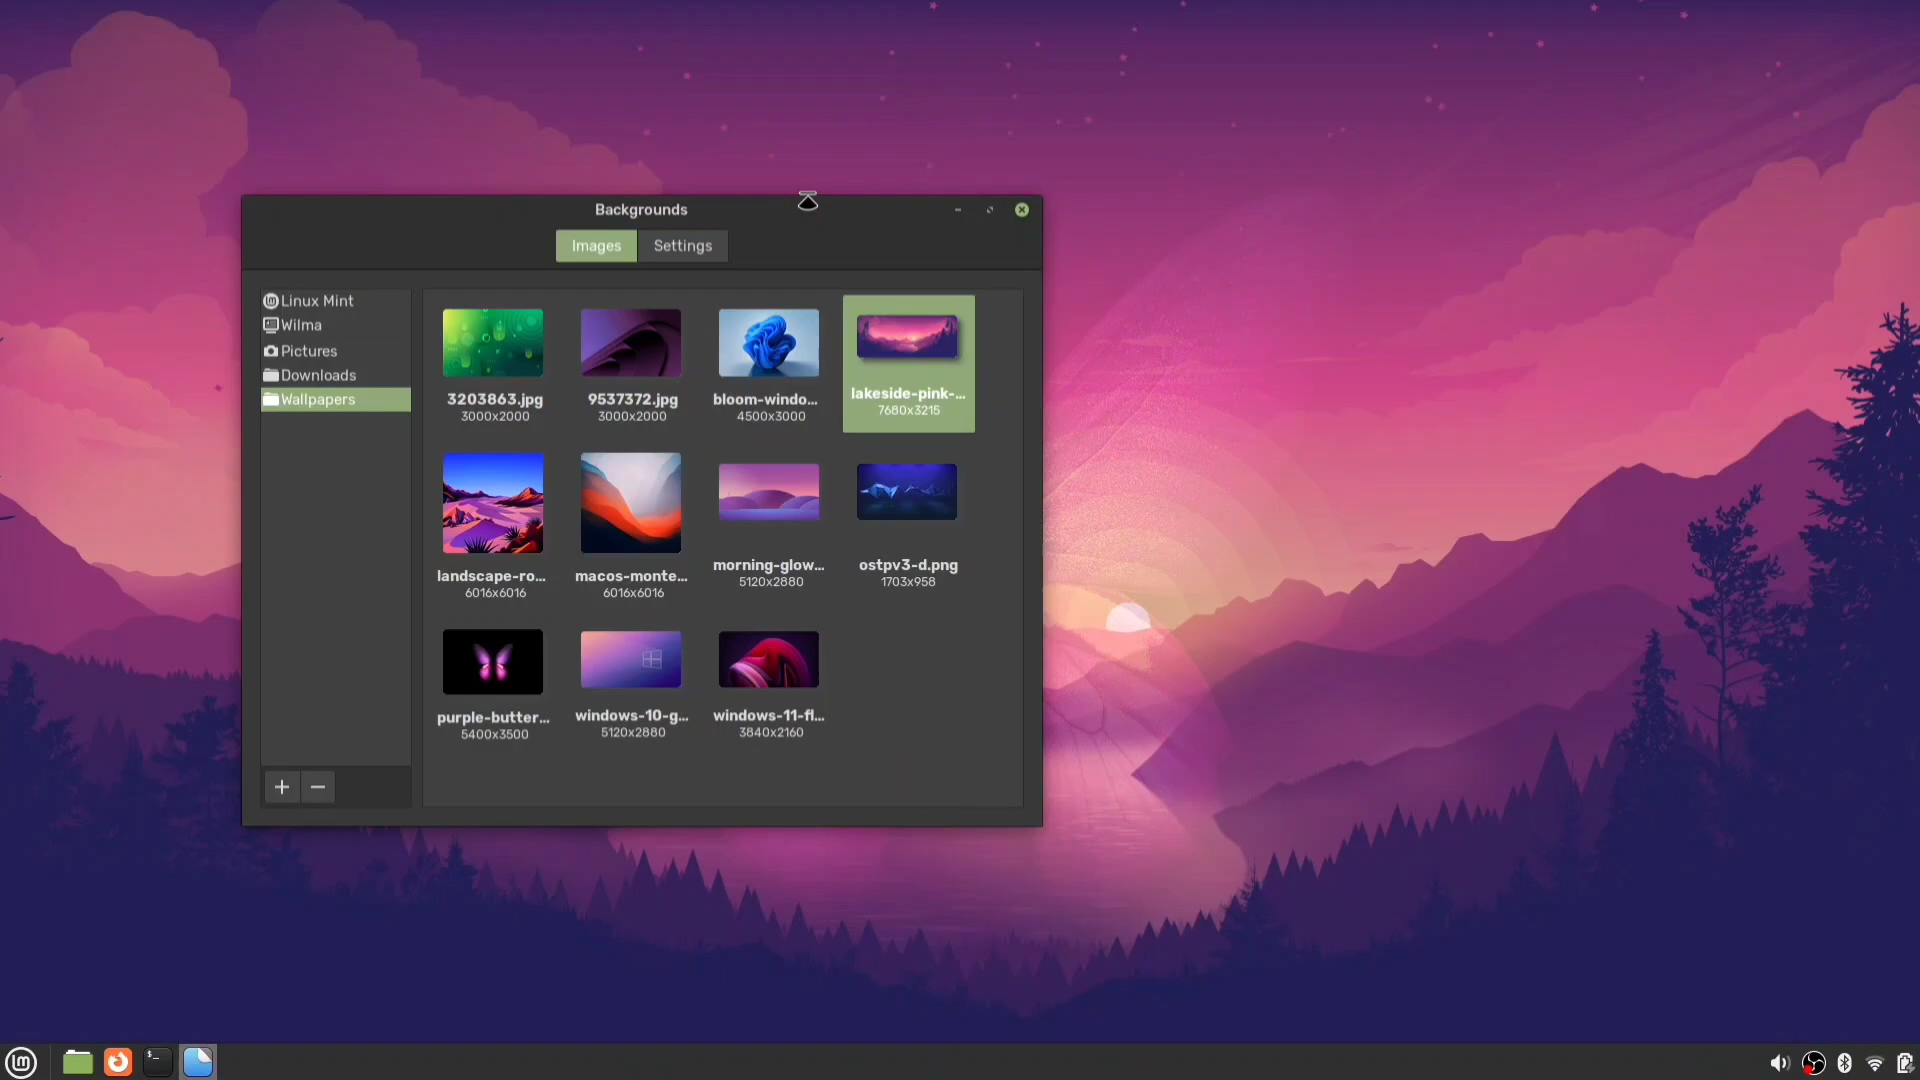 Backgrounds
Images
Settings
Linux Mint
Wilma
Pictures
Downloads
Wallpapers
3203863.jpg
3000x2000
9537372.jpg
3000x2000
bloom-windo...
4500x3000
lakeside-pink-...
7680x3215
landscape-ro...
6016x6016
macos-monte...
6016x6016
morning-glow...
5120x2880
ostpv3-d.png
1703x958
purple-butter...
5400x3500
windows-10-g...
5120x2880
windows-11-fl...
3840x2160